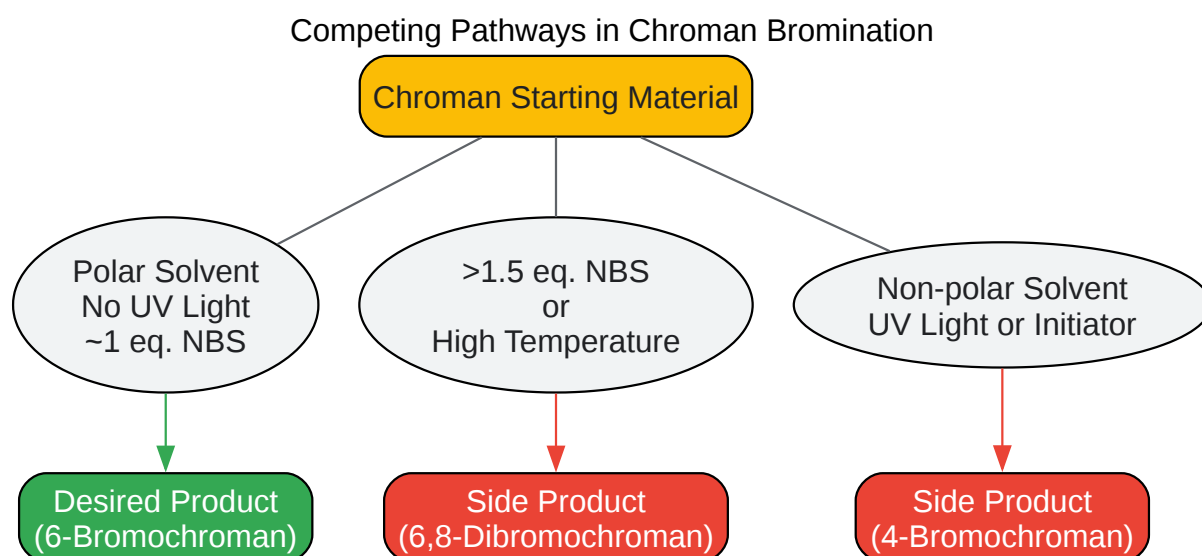 Competing Pathways in Chroman Bromination
Chroman Starting Material
Polar Solvent
No UV Light
~1 eq. NBS
>1.5 eq. NBS
or
High Temperature
Non-polar Solvent
UV Light or Initiator
Desired Product
(6-Bromochroman)
Side Product
(6,8-Dibromochroman)
Side Product
(4-Bromochroman)